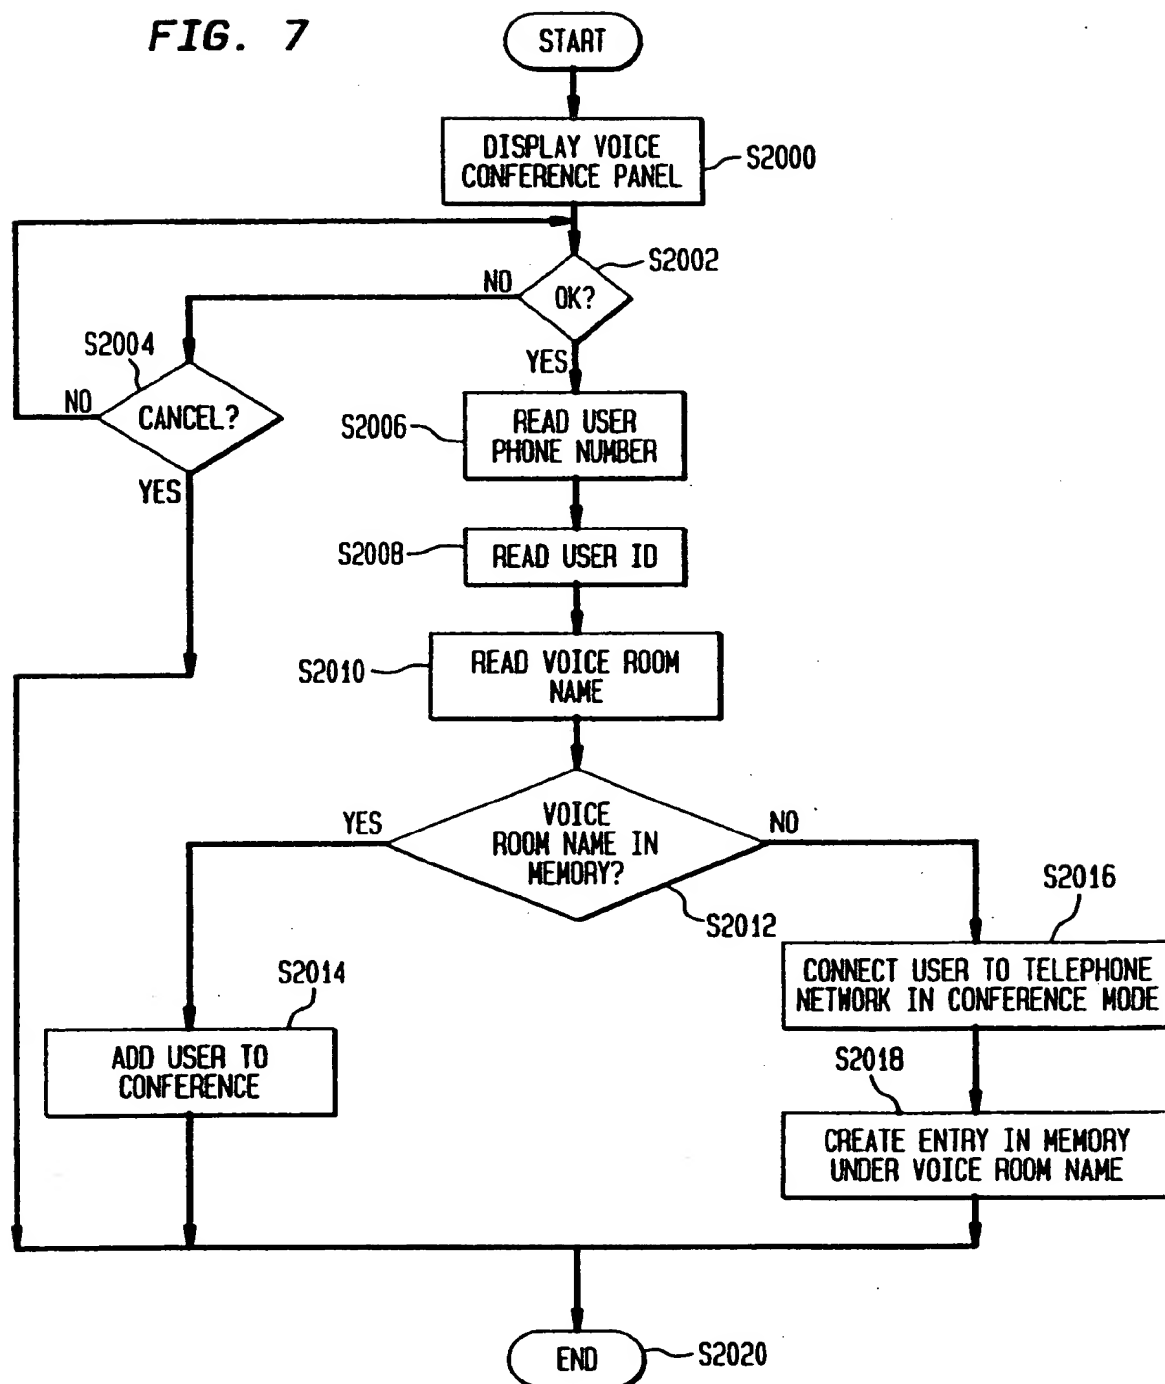 FIG. 7
START
DISPLAY VOICE
CONFERENCE PANEL
S2000
S2002
NO
OK?
S2004
YES
NO
CANCEL?
S2006
READ USER
PHONE NUMBER
YES
S2008
READ USER ID
S2010
READ VOICE ROOM
NAME
YES
VOICE
ROOM NAME IN
MEMORY?
NO
S2012
S2016
CONNECT USER TO TELEPHONE
NETWORK IN CONFERENCE MODE
S2014
ADD USER TO
CONFERENCE
S2018
CREATE ENTRY IN MEMORY
UNDER VOICE ROOM NAME
END
S2020